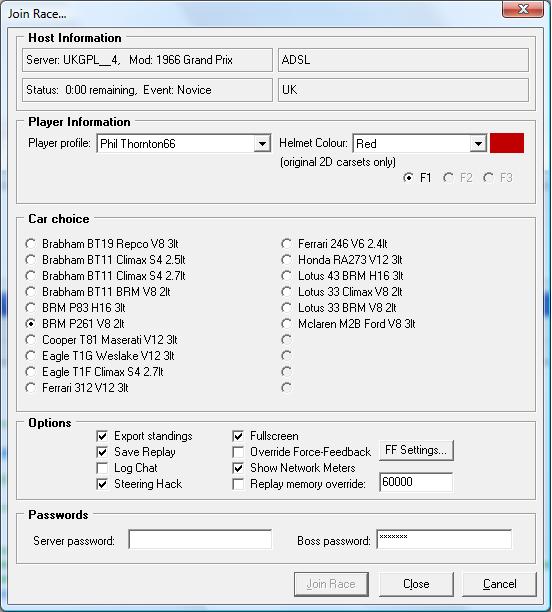 Join Race...
Host Information
Server: UKGPL__4,   Mod: 1966 Grand Prix
ADSL
Status:  0:00 remaining,  Event: Novice
UK
Player Information
Player profile: Phil Thornton66
Helmet Colour: Red
(original 2D carsets only)
F1 F2 F3
Car choice
Brabham BT19 Repco V8 3lt
Brabham BT11 Climax S4 2.5lt
Brabham BT11 Climax S4 2.7lt
Brabham BT11 BRM V8 2lt
BRM P83 H16 3lt
BRM P261 V8 2lt
Cooper T81 Maserati V12 3lt
Eagle T1G Weslake V12 3lt
Eagle T1F Climax S4 2.7lt
Ferrari 312 V12 3lt
Ferrari 246 V6 2.4lt
Honda RA273 V12 3lt
Lotus 43 BRM H16 3lt
Lotus 33 Climax V8 2lt
Lotus 33 BRM V8 2lt
Mclaren M2B Ford V8 3lt
Options
Export standings
Save Replay
Log Chat
Steering Hack
Fullscreen
Override Force-Feedback
FF Settings...
Show Network Meters
Replay memory override: 60000
Passwords
Server password:
Boss password: xxxxxxx
Join Race
Close
Cancel